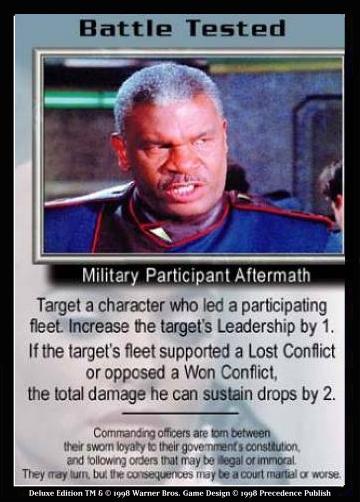 Battle Tested
Military Participant Aftermath
Target a character who led a participating
fleet. Increase the target's Leadership by 1.
If the target's fleet supported a Lost Conflict
or opposed a Won Conflict,
the total damage he can sustain drops by 2.
Commanding officers are torn between
their sworn loyalty to their government's constitution,
and following orders that may be illegal or immoral.
They may turn, but the consequences may be a court martial or worse.
Deluxe Edition TM & © 1998 Warner Bros. Game Design © 1998 Precedence Publish